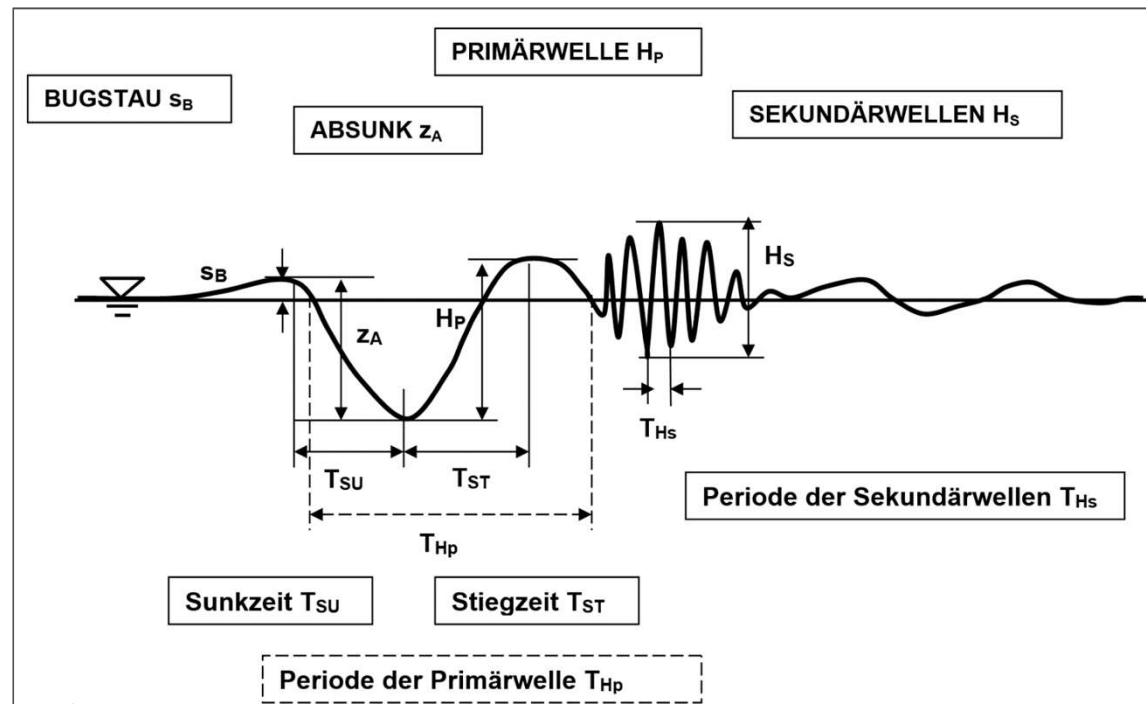 PRIMÄRWELLE HP
BUGSTAU sB
ABSUNK zA
SEKUNDÄRWELLEN HS
sB
HS
HP
zA
THs
TSU
TST
Periode der Sekundärwellen THs
THp
Sunkzeit TSU
Stiegzeit TST
Periode der Primärwelle THp